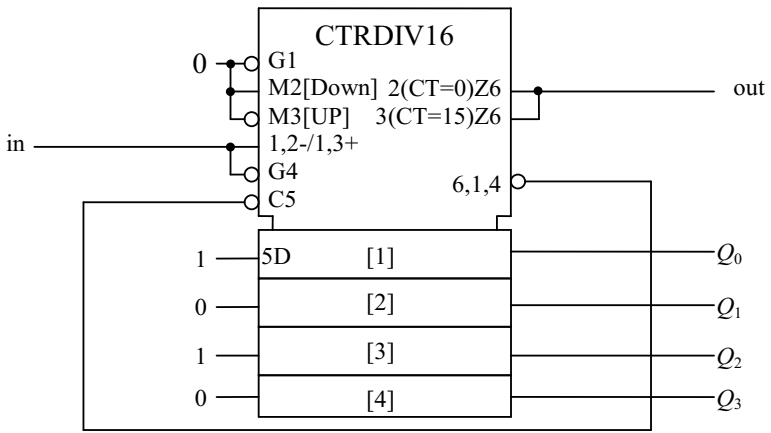 CTRDIV16
0 G1
M2[Down] 2(CT=0)Z6 out
M3[UP] 3(CT=15)Z6
in 1,2-/1,3+
G4
C5 6,1,4
1 5D [1] Q₀
0 [2] Q₁
1 [3] Q₂
0 [4] Q₃